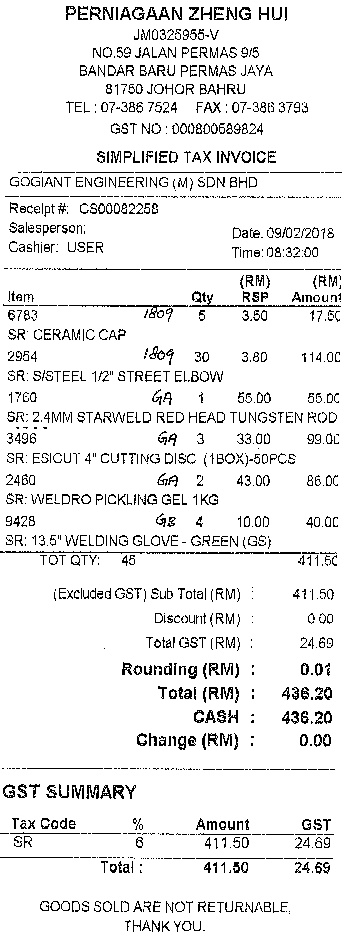 PERNIAGAAN ZHENG HUI
JM0325955-V
NO.59 JALAN PERMAS 9/5
BANDAR BARU PERMAS JAYA
81750 JOHOR BAHRU
TEL : 07-386 7524 FAX : 07-386 3793
GST NO : 000800689824
SIMPLIFIED TAX INVOICE
GOGIANT ENGINEERING (M) SDN BHD
Receipt #: CS00082258
Salesperson: Date: 09/02/2018
Cashier: USER Time: 08:32:00
(RM) (RM)
Item Qty RSP Amount
6783 1809 5 3.50 17.50
SR: CERAMIC CAP
2954 1809 30 3.80 114.00
SR: S/STEEL 1/2" STREET ELBOW
1760 GA 1 55.00 55.00
SR: 2.4MM STARWELD RED HEAD TUNGSTEN ROD
3496 GA 3 33.00 99.00
SR: ESICUT 4" CUTTING DISC (1BOX)-50PCS
2460 GA 2 43.00 86.00
SR: WELDRO PICKLING GEL 1KG
9428 GB 4 10.00 40.00
SR: 13.5" WELDING GLOVE - GREEN (GS)
TOT QTY: 45 411.50
(Excluded GST) Sub Total (RM) : 411.50
Discount (RM) : 0.00
Total GST (RM) : 24.69
Rounding (RM) : 0.01
Total (RM) : 436.20
CASH : 436.20
Change (RM) : 0.00
GST SUMMARY
Tax Code % Amount GST
SR 6 411.50 24.69
Total : 411.50 24.69
GOODS SOLD ARE NOT RETURNABLE,
THANK YOU.